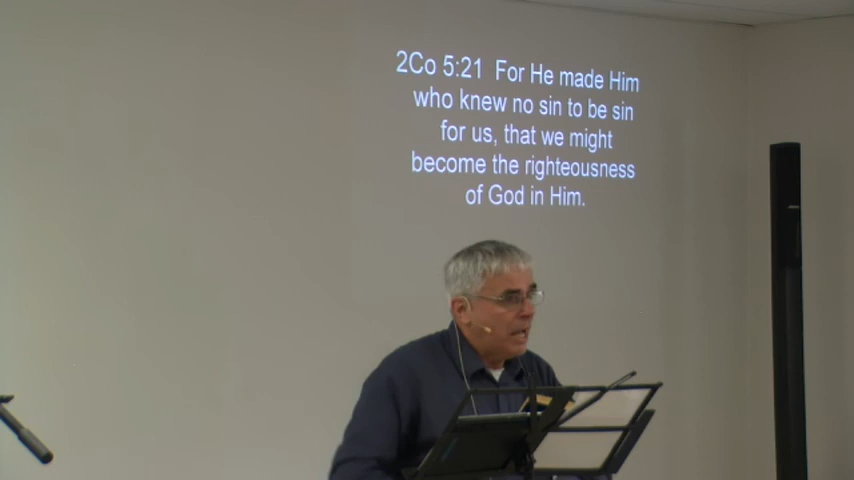 2Co 5:21 For He made Him
who knew no sin to be sin
for us, that we might
become the righteousness
of God in Him.